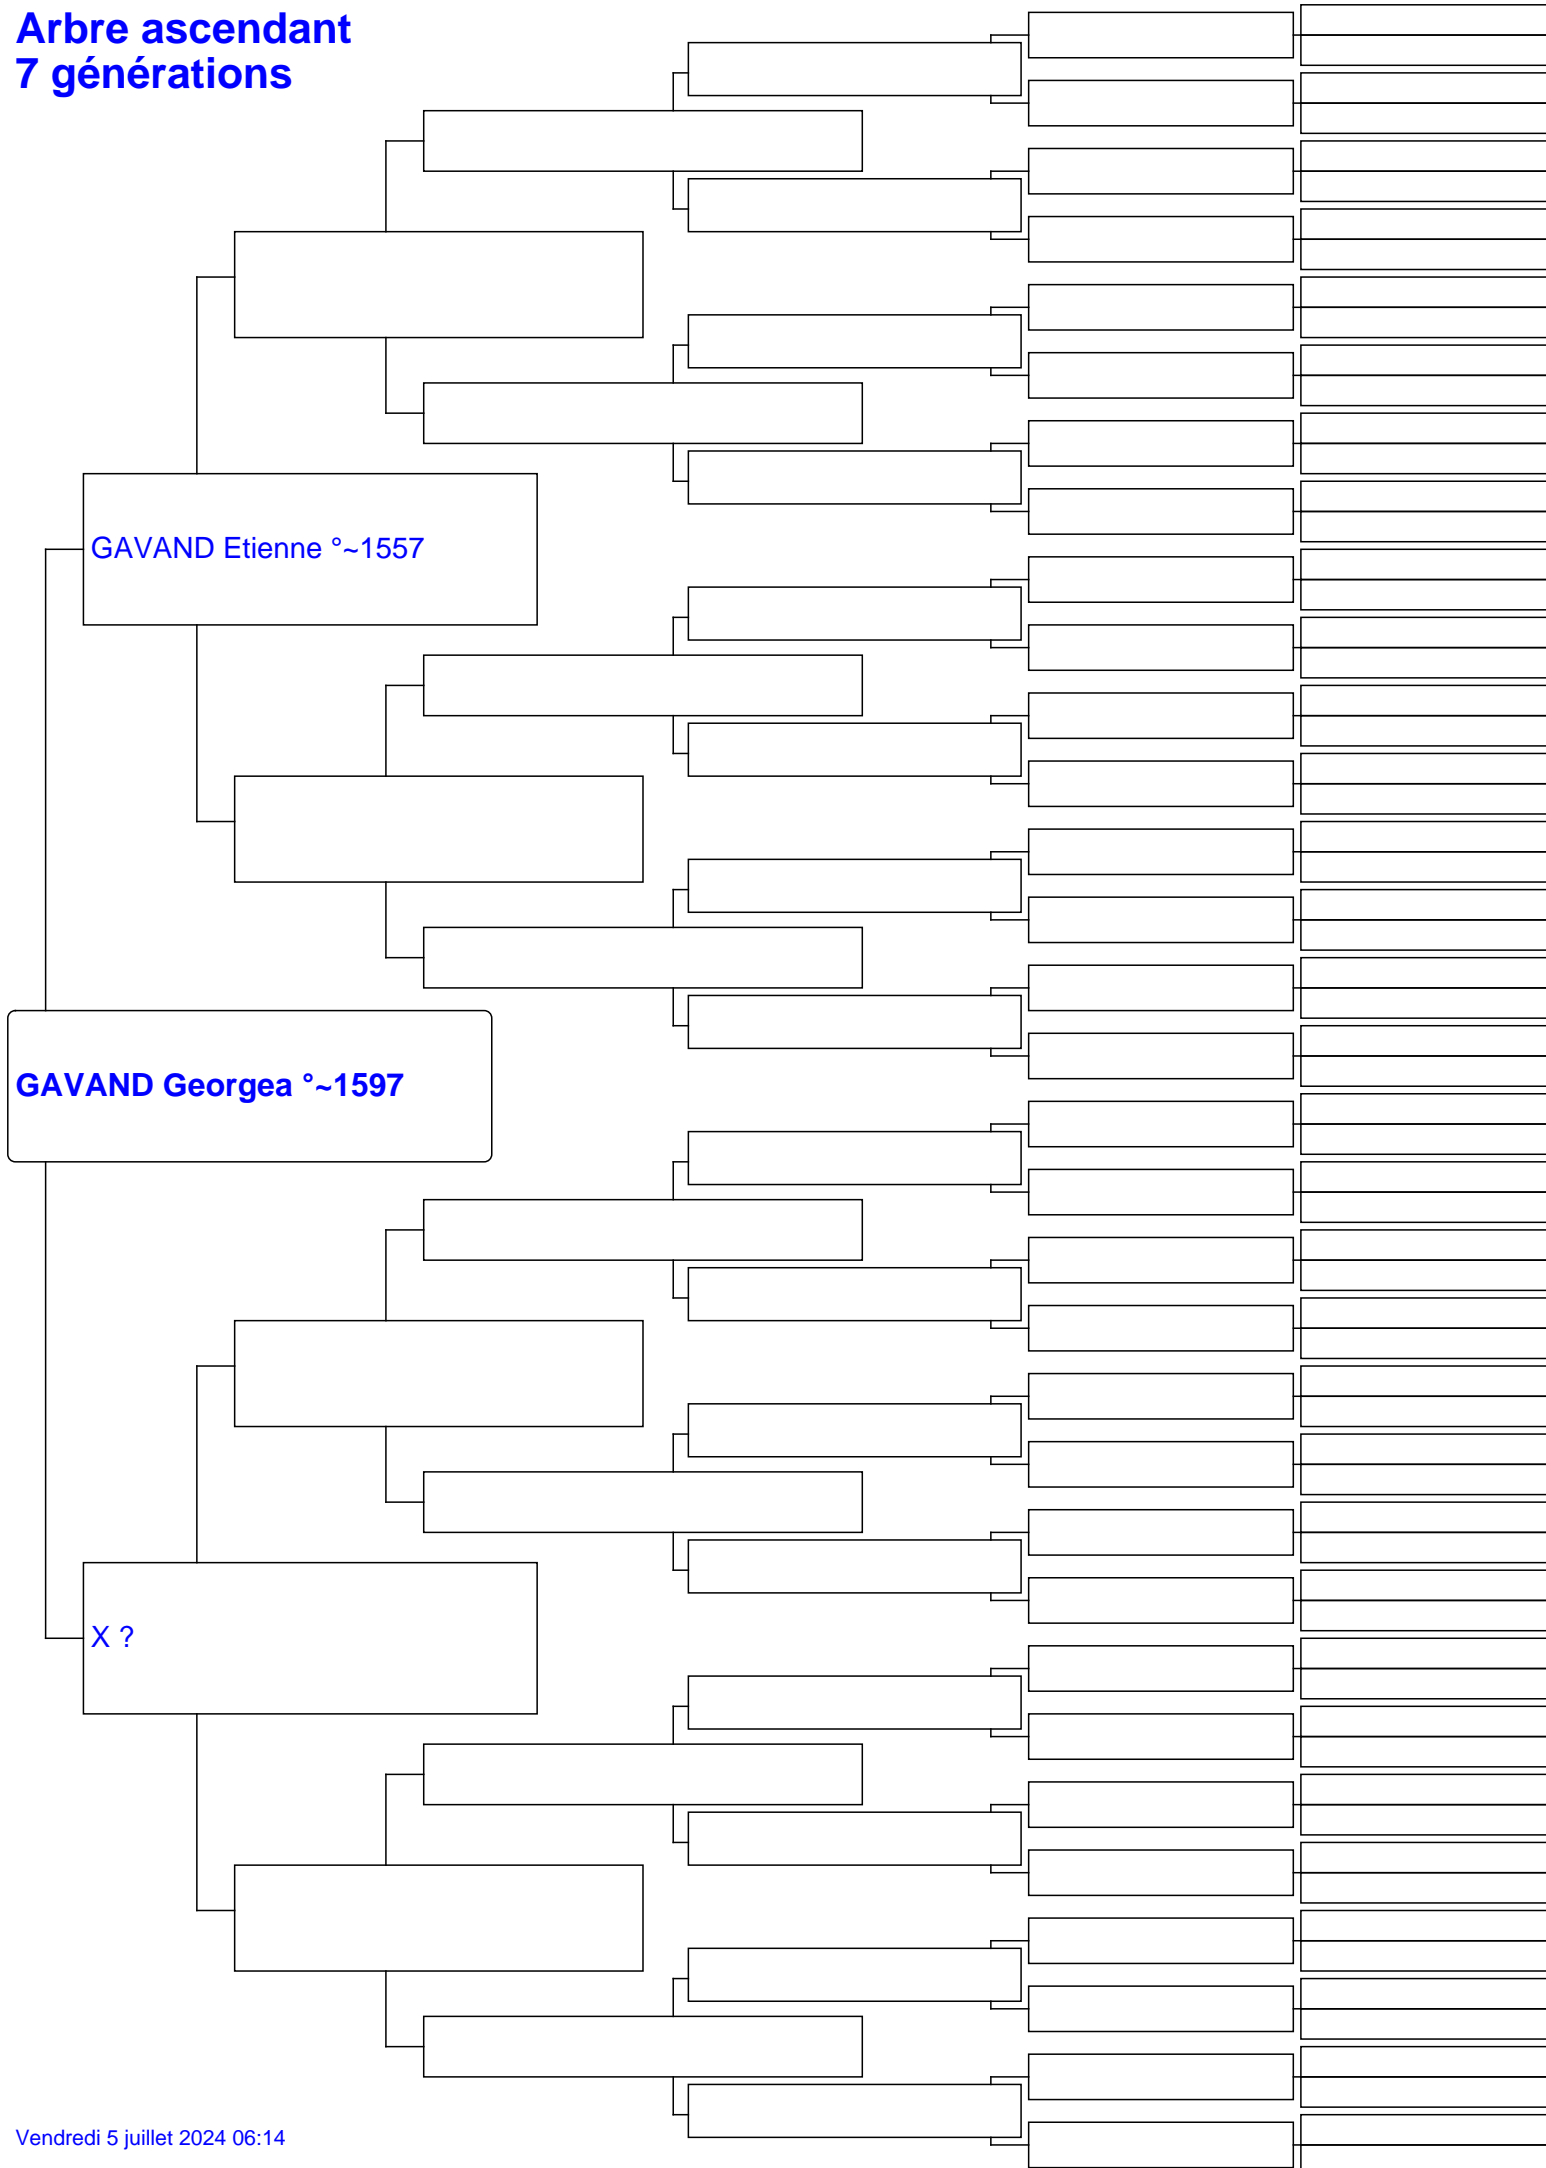 Arbre ascendant
7 générations
GAVAND Etienne °~1557
GAVAND Georgea °~1597
X ?
Vendredi 5 juillet 2024 06:14